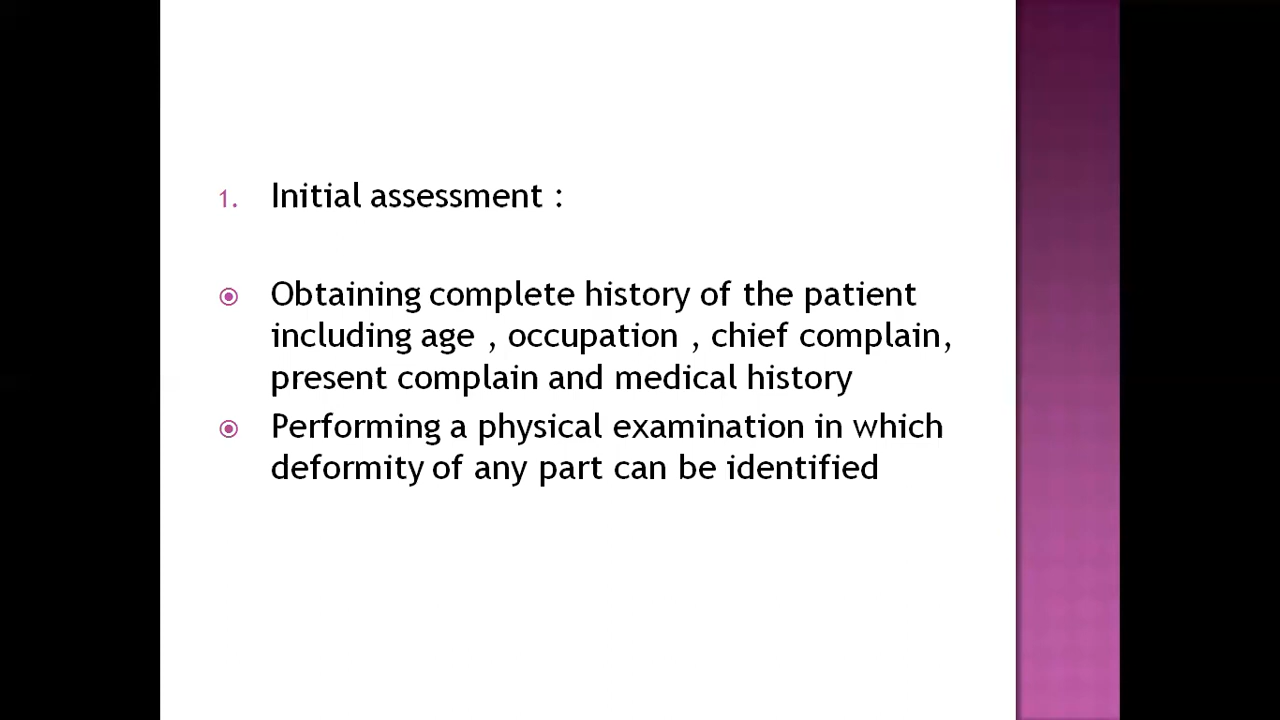 1. Initial assessment :
Obtaining complete history of the patient
including age , occupation , chief complain,
present complain and medical history
Performing a physical examination in which
deformity of any part can be identified